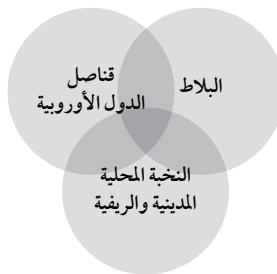 البلاط
قناصل
الدول الأوروبية
النخبة المحلية
المدينية والريفية